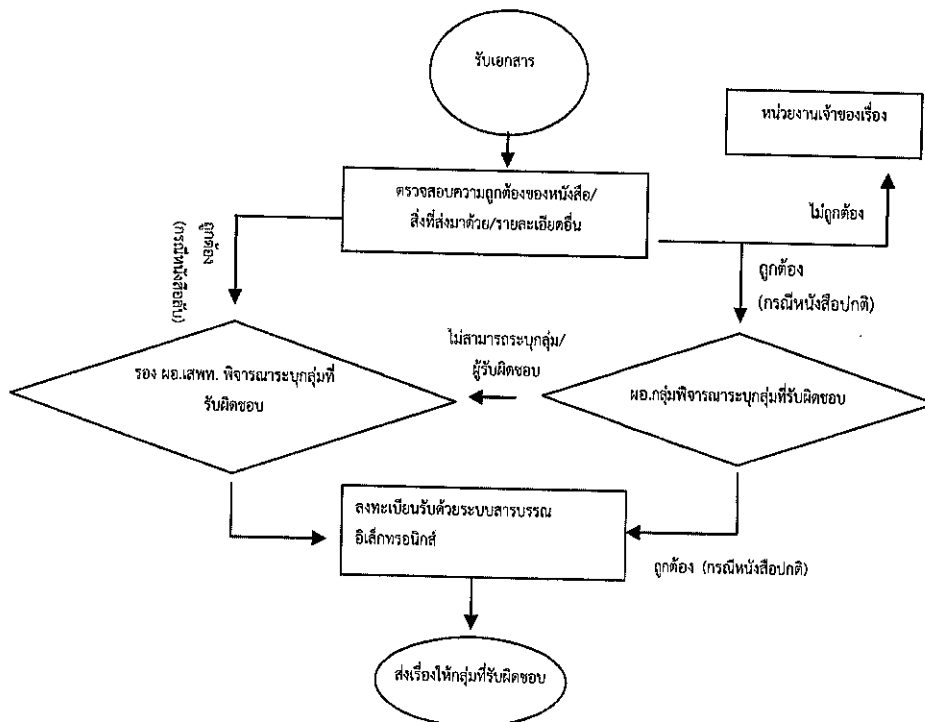 รับเอกสาร
หน่วยงานเจ้าของเรื่อง
ตรวจสอบความถูกต้องของหนังสือ/
สิ่งที่ส่งมาด้วย/รายละเอียดอื่น
ไม่ถูกต้อง
ถูกต้อง
(กรณีหนังสือลับ)
ถูกต้อง
(กรณีหนังสือปกติ)
ไม่สามารถระบุกลุ่ม/
ผู้รับผิดชอบ
รอง ผอ.เสพท. พิจารณาระบุกลุ่มที่
รับผิดชอบ
ผอ.กลุ่มพิจารณาระบุกลุ่มที่รับผิดชอบ
ลงทะเบียนรับด้วยระบบสารบรรณ
อิเล็กทรอนิกส์
ถูกต้อง (กรณีหนังสือปกติ)
ส่งเรื่องให้กลุ่มที่รับผิดชอบ